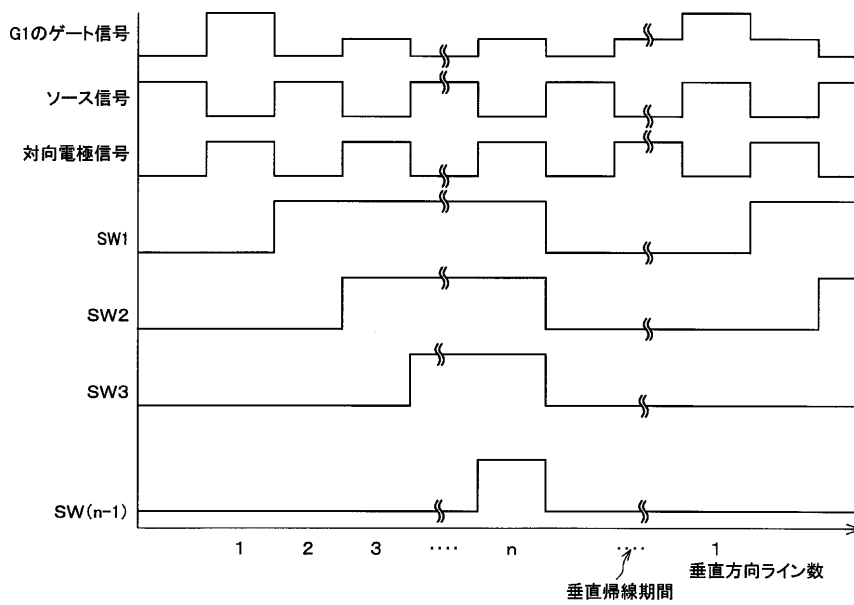 G1のゲート信号
ソース信号
対向電極信号
SW1
SW2
SW3
SW(n-1)
1 2 3 ‥‥ n ‥‥ 1
垂直帰線期間
垂直方向ライン数